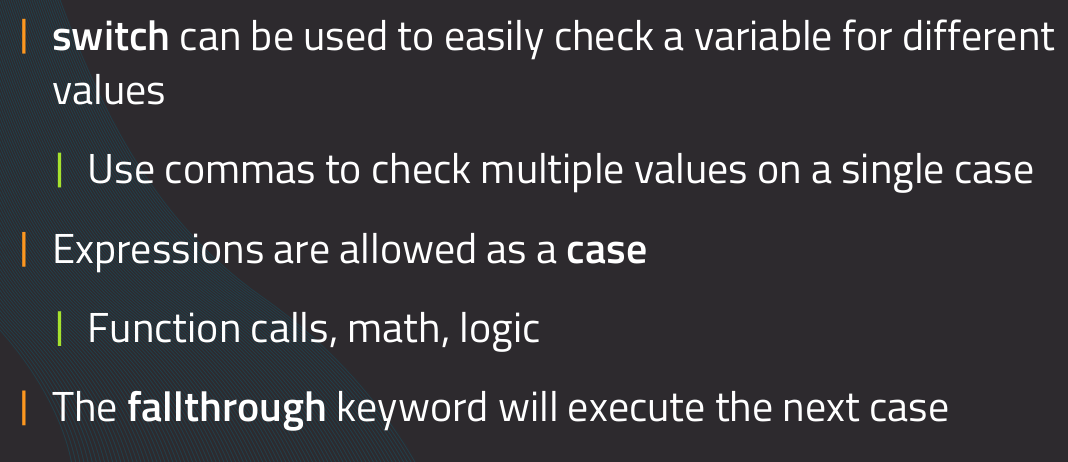 switch can be used to easily check a variable for different
values
Use commas to check multiple values on a single case
Expressions are allowed as a case
Function calls, math, logic
The fallthrough keyword will execute the next case